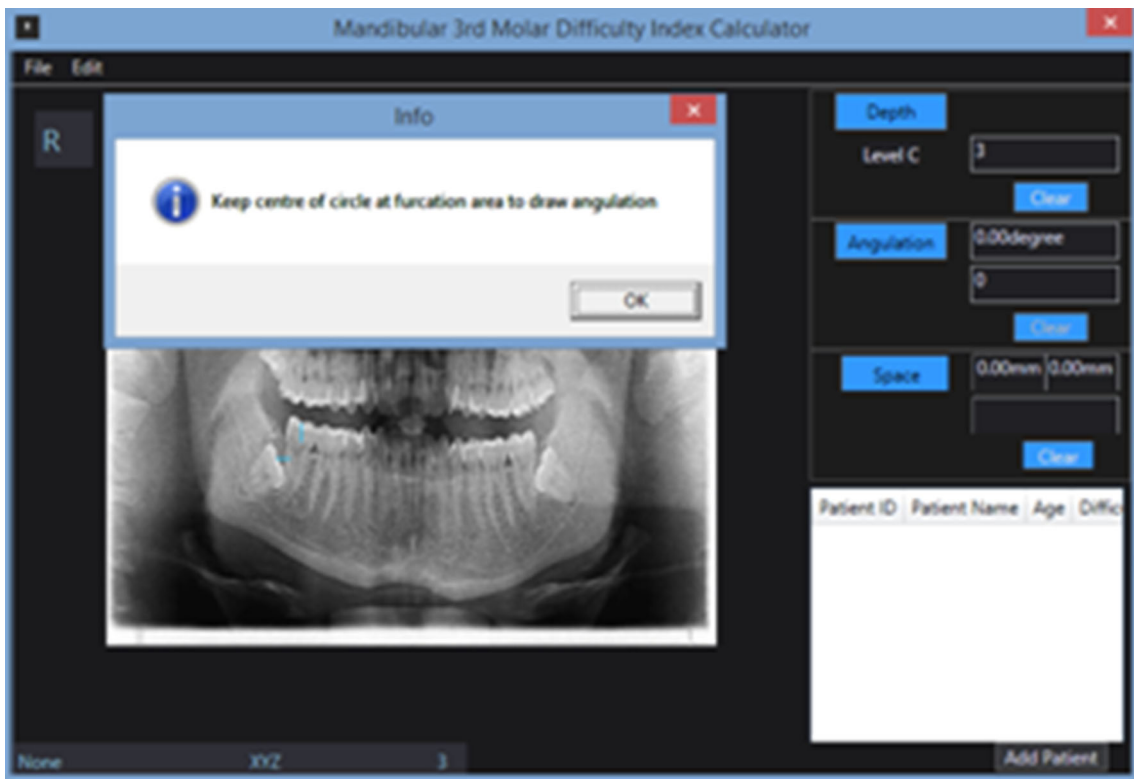 Mandibular 3rd Molar Difficulty Index Calculator
File Edit
R
Info
Keep centre of circle at furcation area to draw angulation
OK
Depth
Level C 3
Clear
Angulation 0.00degree
0
Clear
Space 0.00mm 0.00mm
Clear
Patient ID Patient Name Age Diffic
None XYZ 3
Add Patient